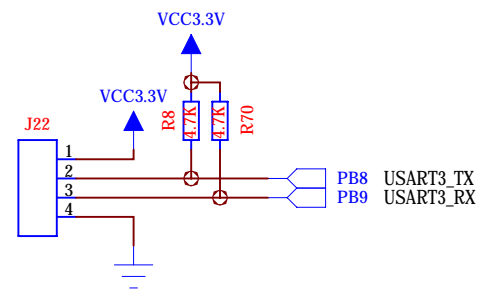 VCC3.3V
VCC3.3V
J22
R8
4.7K
4.7K
R70
1
2
3
4
PB8 USART3_TX
PB9 USART3_RX